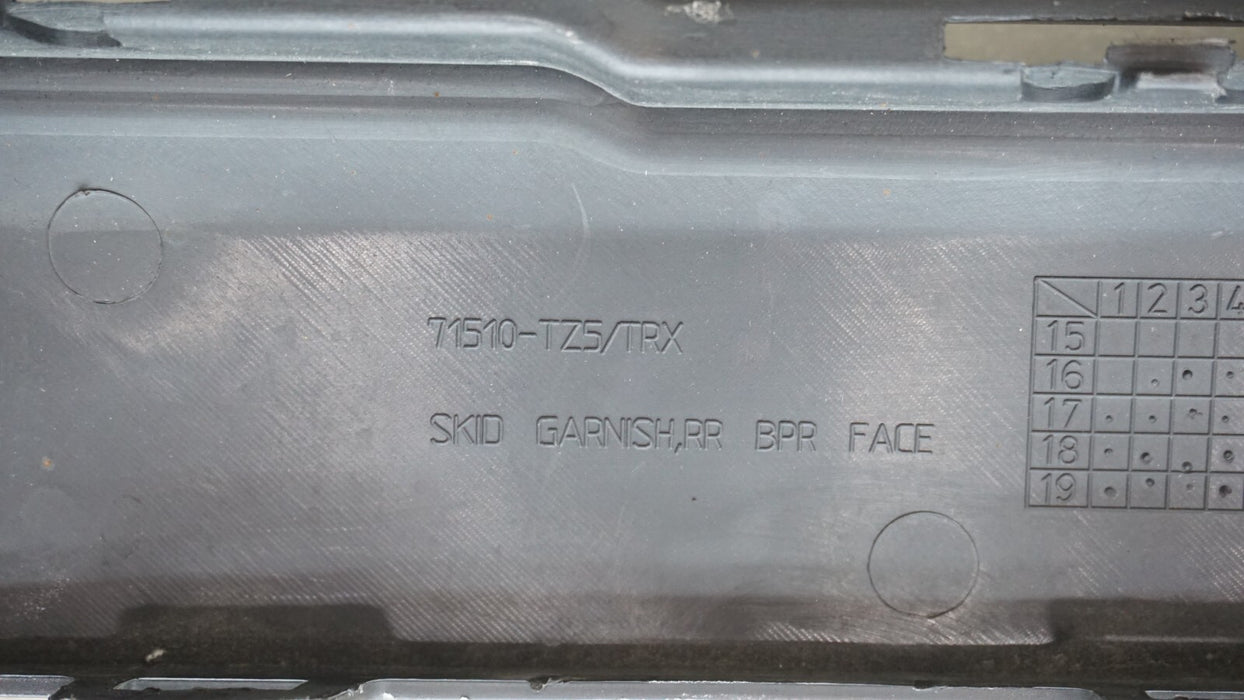 71510-TZ5/TRX
SKID GARNISH,RR BPR FACE
1 2 3 4
15
16
17
18
19